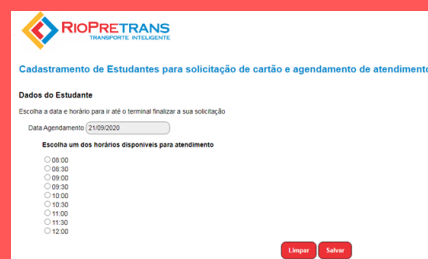 RIOPRETRANS
TRANSPORTE INTELIGENTE
Cadastramento de Estudantes para solicitação de cartão e agendamento de atendimento
Dados do Estudante
Escolha a data e horário para ir até o terminal finalizar a sua solicitação
Data Agendamento 21/09/2020
Escolha um dos horários disponíveis para atendimento
08:00
08:30
09:00
09:30
10:00
10:30
11:00
11:30
12:00
Limpar Salvar